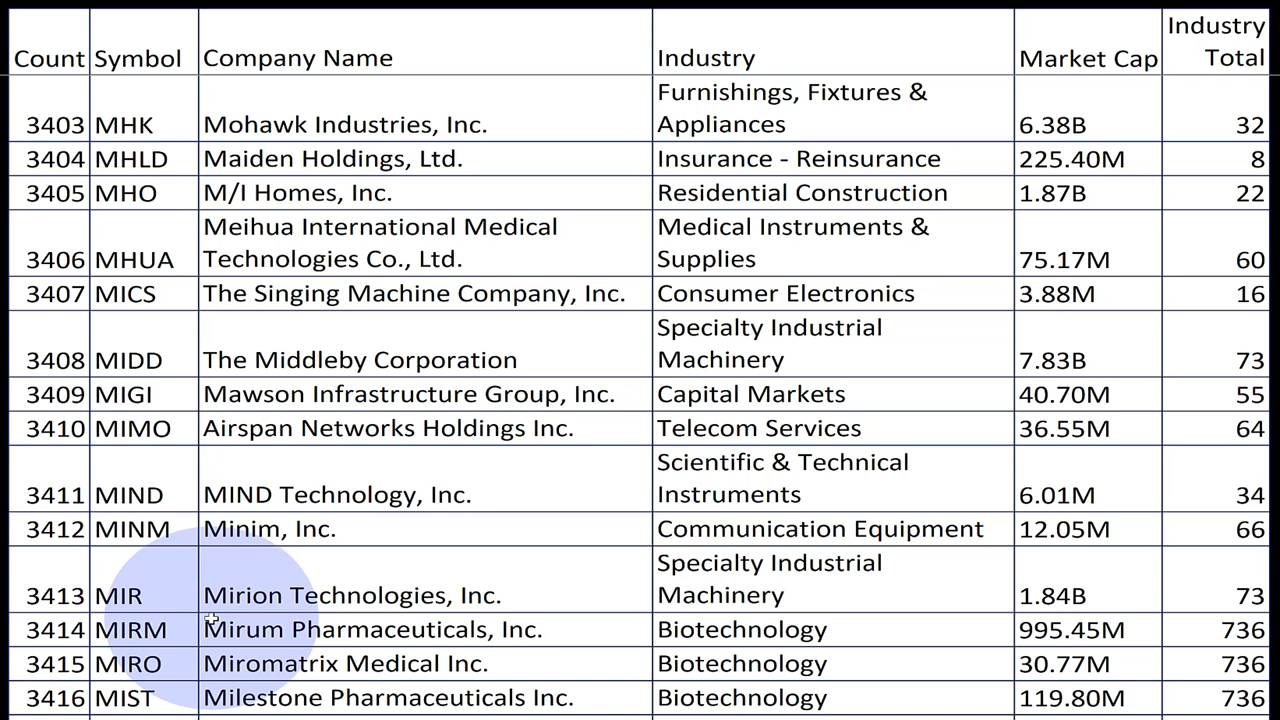 Industry
Count Symbol Company Name Industry Market Cap Total
Furnishings, Fixtures &
3403 MHK Mohawk Industries, Inc. Appliances 6.38B 32
3404 MHLD Maiden Holdings, Ltd. Insurance - Reinsurance 225.40M 8
3405 MHO M/I Homes, Inc. Residential Construction 1.87B 22
Meihua International Medical Medical Instruments &
3406 MHUA Technologies Co., Ltd. Supplies 75.17M 60
3407 MICS The Singing Machine Company, Inc. Consumer Electronics 3.88M 16
Specialty Industrial
3408 MIDD The Middleby Corporation Machinery 7.83B 73
3409 MIGI Mawson Infrastructure Group, Inc. Capital Markets 40.70M 55
3410 MIMO Airspan Networks Holdings Inc. Telecom Services 36.55M 64
Scientific & Technical
3411 MIND MIND Technology, Inc. Instruments 6.01M 34
3412 MINM Minim, Inc. Communication Equipment 12.05M 66
Specialty Industrial
3413 MIR Mirion Technologies, Inc. Machinery 1.84B 73
3414 MIRM Mirum Pharmaceuticals, Inc. Biotechnology 995.45M 736
3415 MIRO Miromatrix Medical Inc. Biotechnology 30.77M 736
3416 MIST Milestone Pharmaceuticals Inc. Biotechnology 119.80M 736